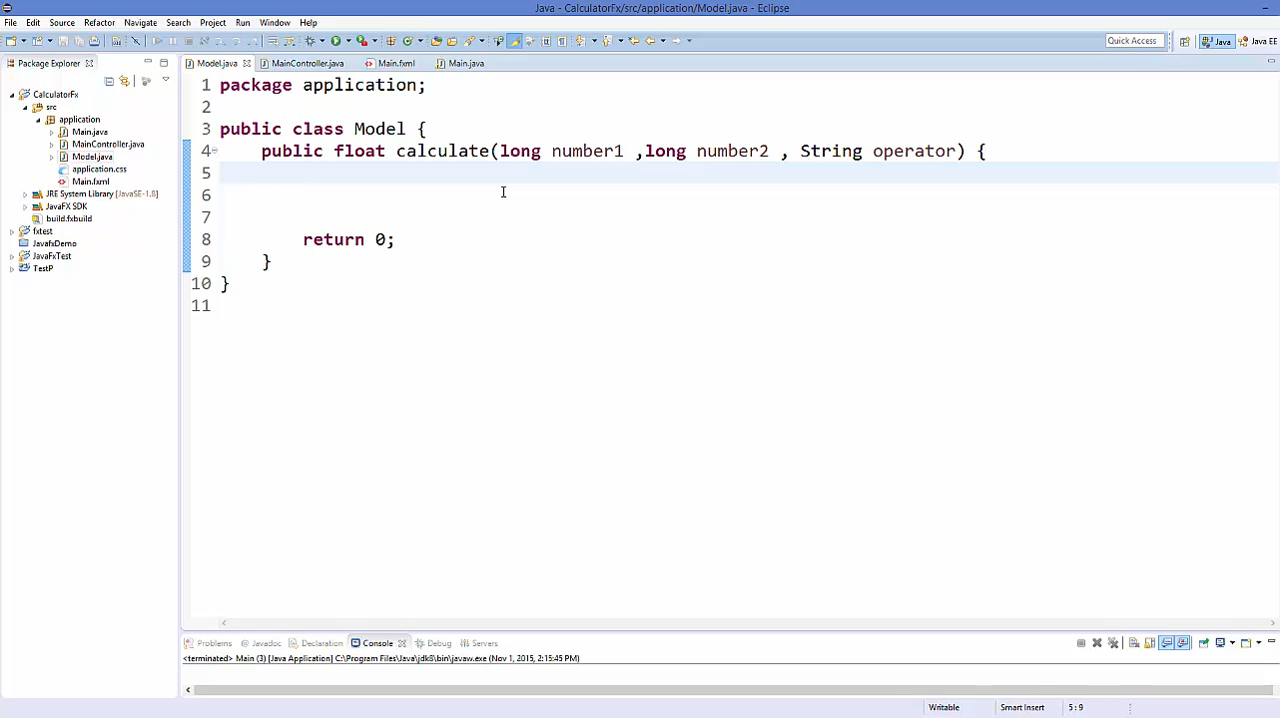 Java - CalculatorFx/src/application/Model.java - Eclipse
File Edit Source Refactor Navigate Search Project Run Window Help
Quick Access Java Java EE
Package Explorer
Model.java MainController.java Main.fxml Main.java
CalculatorFx
src
application
Main.java
MainController.java
Model.java
application.css
Main.fxml
JRE System Library [JavaSE-1.8]
JavaFX SDK
build.fxbuild
fxtest
JavafxDemo
JavaFxTest
TestP
1 package application;
2
3 public class Model {
4 public float calculate(long number1 ,long number2 , String operator) {
5
6
7
8 return 0;
9 }
10 }
11
Problems @ Javadoc Declaration Console Debug Servers
<terminated> Main (3) [Java Application] C:\Program Files\Java\jdk8\bin\javaw.exe (Nov 1, 2015, 2:15:45 PM)
Writable Smart Insert 5 : 9